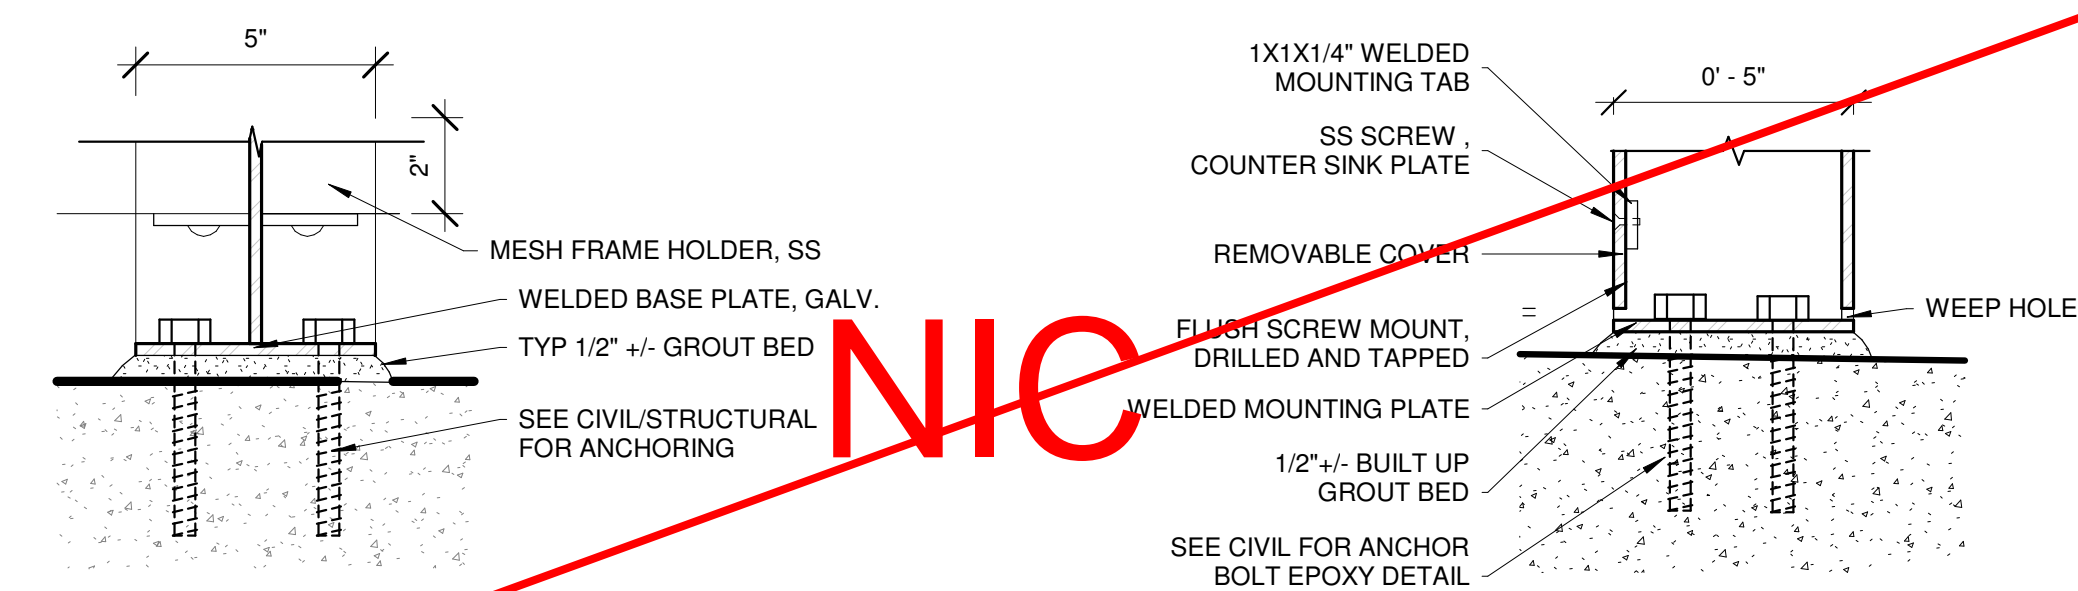 5"
2"
MESH FRAME HOLDER, SS
WELDED BASE PLATE, GALV.
TYP 1/2" +/- GROUT BED
SEE CIVIL/STRUCTURAL
FOR ANCHORING
NIC
1X1X1/4" WELDED
MOUNTING TAB
0' - 5"
SS SCREW ,
COUNTER SINK PLATE
REMOVABLE COVER
=
WEEP HOLE
FLUSH SCREW MOUNT,
DRILLED AND TAPPED
WELDED MOUNTING PLATE
1/2"+/- BUILT UP
GROUT BED
SEE CIVIL FOR ANCHOR
BOLT EPOXY DETAIL